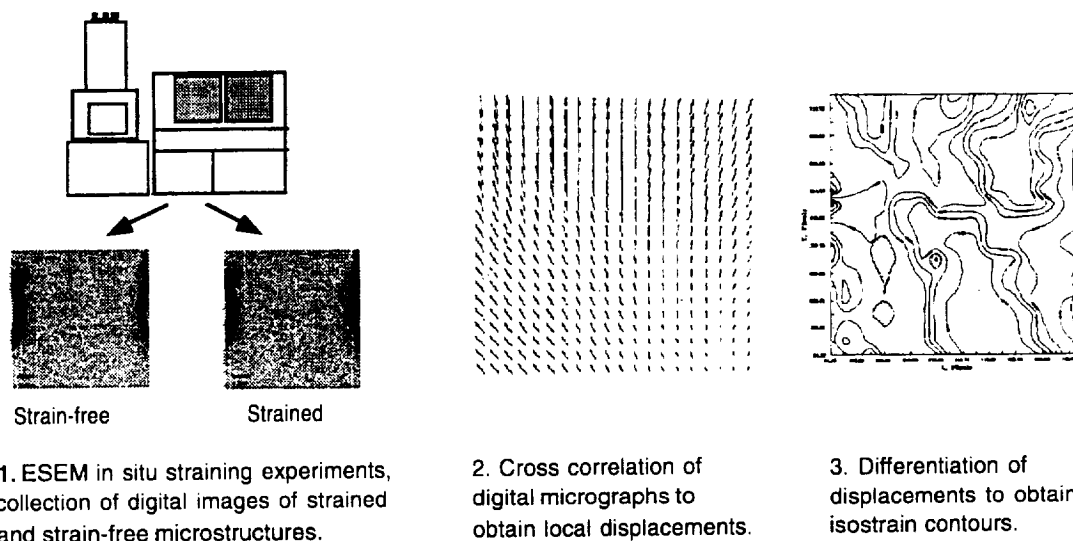 Strain-free
Strained
1. ESEM in situ straining experiments,
collection of digital images of strained
and strain-free microstructures.
2. Cross correlation of
digital micrographs to
obtain local displacements.
3. Differentiation of
displacements to obtain
isostrain contours.